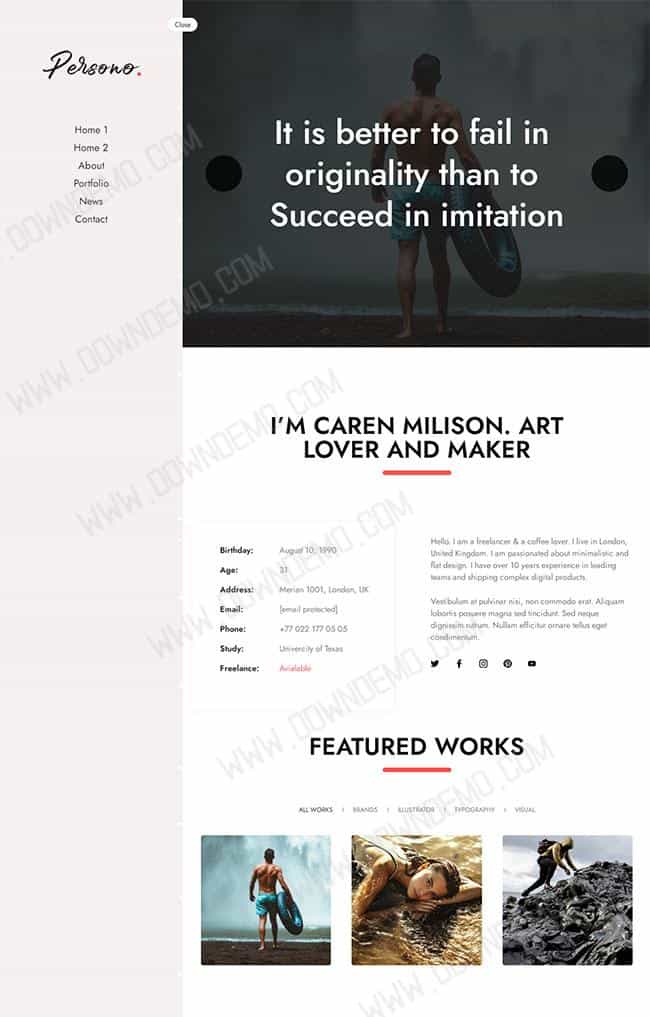 Close
Persono.
Home 1
Home 2
About
Portfolio
News
Contact
It is better to fail in
originality than to
Succeed in imitation
I'M CAREN MILISON. ART
LOVER AND MAKER
Birthday: August 10, 1990
Age: 31
Address: Merian 1001, London, UK
Email: [email protected]
Phone: +77 022 177 05 05
Study: Univercity of Texas
Freelance: Avialable
Hello. I am a freelancer & a coffee lover. I live in London,
United Kingdom. I am passionated about minimalistic and
flat design. I have over 10 years experience in leading
teams and shipping complex digital products.
Vestibulum at pulvinar nisi, non commodo erat. Aliquam
lobortis posuere magna sed tincidunt. Sed neque
dignissim rutrum. Nullam efficitur ornare tellus eget
condimentum.
FEATURED WORKS
ALL WORKS / BRANDS / ILLUSTRATOR / TYPOGRAPHY / VISUAL
WWW.DOWNDEMO.COM
WWW.DOWNDEMO.COM
WWW.DOWNDEMO.COM
WWW.DOWNDEMO.COM
WWW.DOWNDEMO.COM
WWW.DOWNDEMO.COM